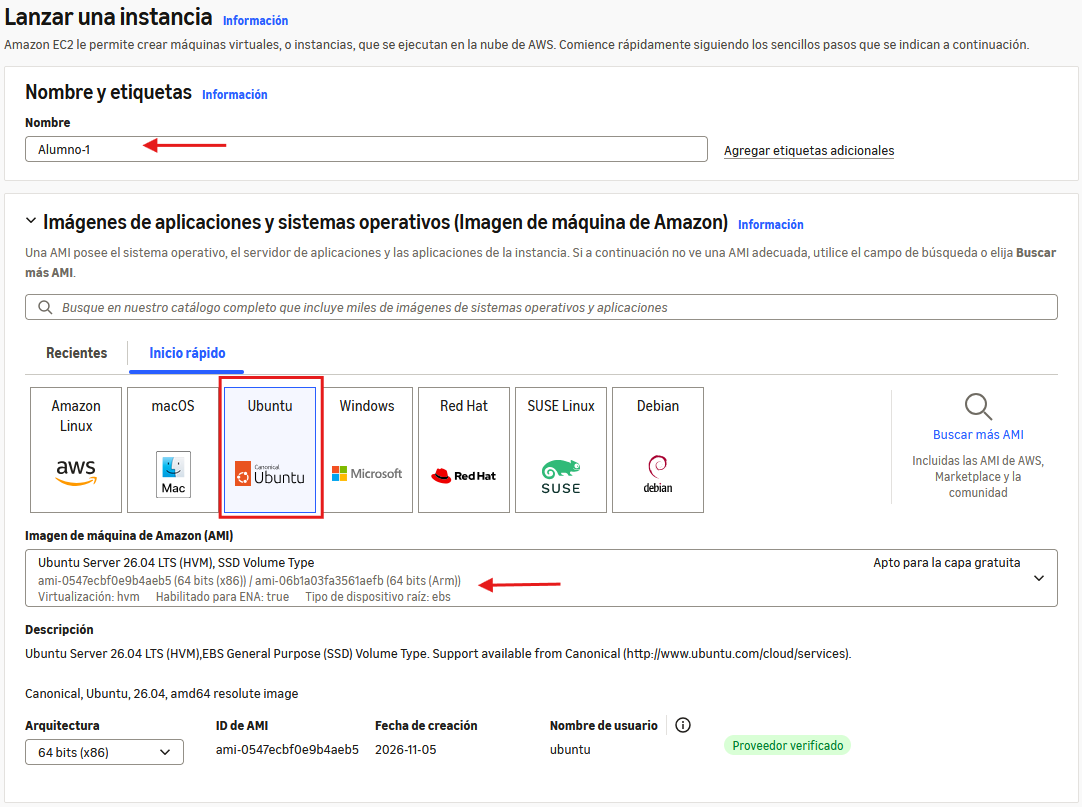 Lanzar una instancia Información
Amazon EC2 le permite crear máquinas virtuales, o instancias, que se ejecutan en la nube de AWS. Comience rápidamente siguiendo los sencillos pasos que se indican a continuación.
Nombre y etiquetas Información
Nombre
Alumno-1
Agregar etiquetas adicionales
Imágenes de aplicaciones y sistemas operativos (Imagen de máquina de Amazon) Información
Una AMI posee el sistema operativo, el servidor de aplicaciones y las aplicaciones de la instancia. Si a continuación no ve una AMI adecuada, utilice el campo de búsqueda o elija Buscar
más AMI.
Busque en nuestro catálogo completo que incluye miles de imágenes de sistemas operativos y aplicaciones
Recientes
Inicio rápido
Amazon
Linux
aws
macOS
Mac
Ubuntu
Canonical
Ubuntu
Windows
Microsoft
Red Hat
Red Hat
SUSE Linux
SUSE
Debian
debian
Buscar más AMI
Incluidas las AMI de AWS,
Marketplace y la
comunidad
Imagen de máquina de Amazon (AMI)
Ubuntu Server 26.04 LTS (HVM), SSD Volume Type
Apto para la capa gratuita
ami-0547ecbf0e9b4aeb5 (64 bits (x86)) / ami-06b1a03fa3561aefb (64 bits (Arm))
Virtualización: hvm Habilitado para ENA: true Tipo de dispositivo raíz: ebs
Descripción
Ubuntu Server 26.04 LTS (HVM),EBS General Purpose (SSD) Volume Type. Support available from Canonical (http://www.ubuntu.com/cloud/services).
Canonical, Ubuntu, 26.04, amd64 resolute image
Arquitectura
64 bits (x86)
ID de AMI
ami-0547ecbf0e9b4aeb5
Fecha de creación
2026-11-05
Nombre de usuario
ubuntu
Proveedor verificado